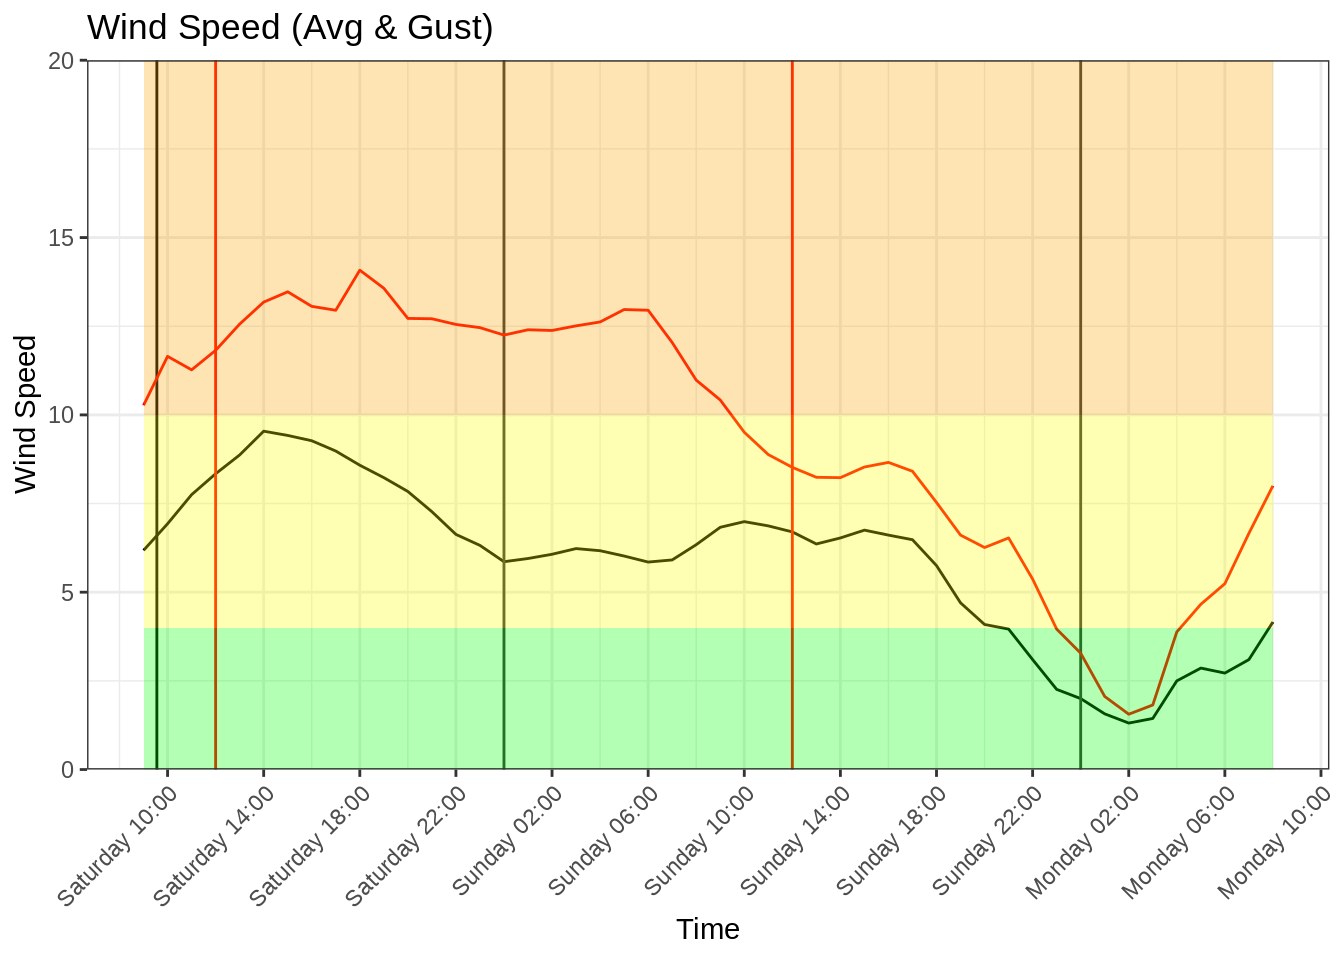 Wind Speed (Avg & Gust)
20
15
10
5
0
Wind Speed
Saturday 10:00
Saturday 14:00
Saturday 18:00
Saturday 22:00
Sunday 02:00
Sunday 06:00
Sunday 10:00
Sunday 14:00
Sunday 18:00
Sunday 22:00
Monday 02:00
Monday 06:00
Monday 10:00
Time